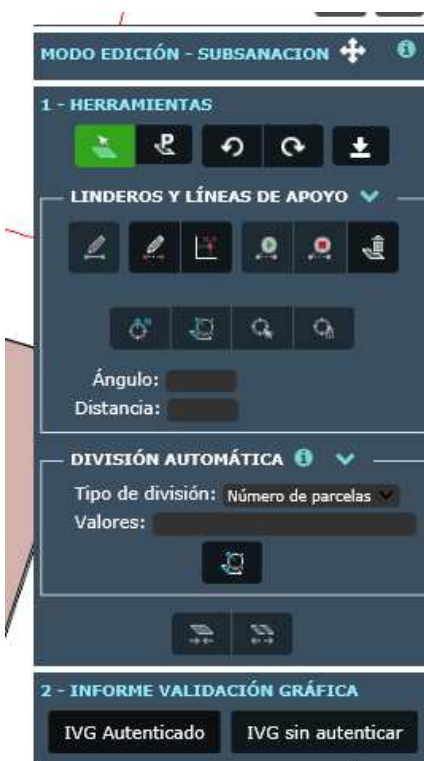 MODO EDICIÓN - SUBSANACION
1 - HERRAMIENTAS
P
LINDEROS Y LÍNEAS DE APOYO
Ángulo:
Distancia:
DIVISIÓN AUTOMÁTICA
Tipo de división: Número de parcelas
Valores:
2 - INFORME VALIDACIÓN GRÁFICA
IVG Autenticado IVG sin autenticar